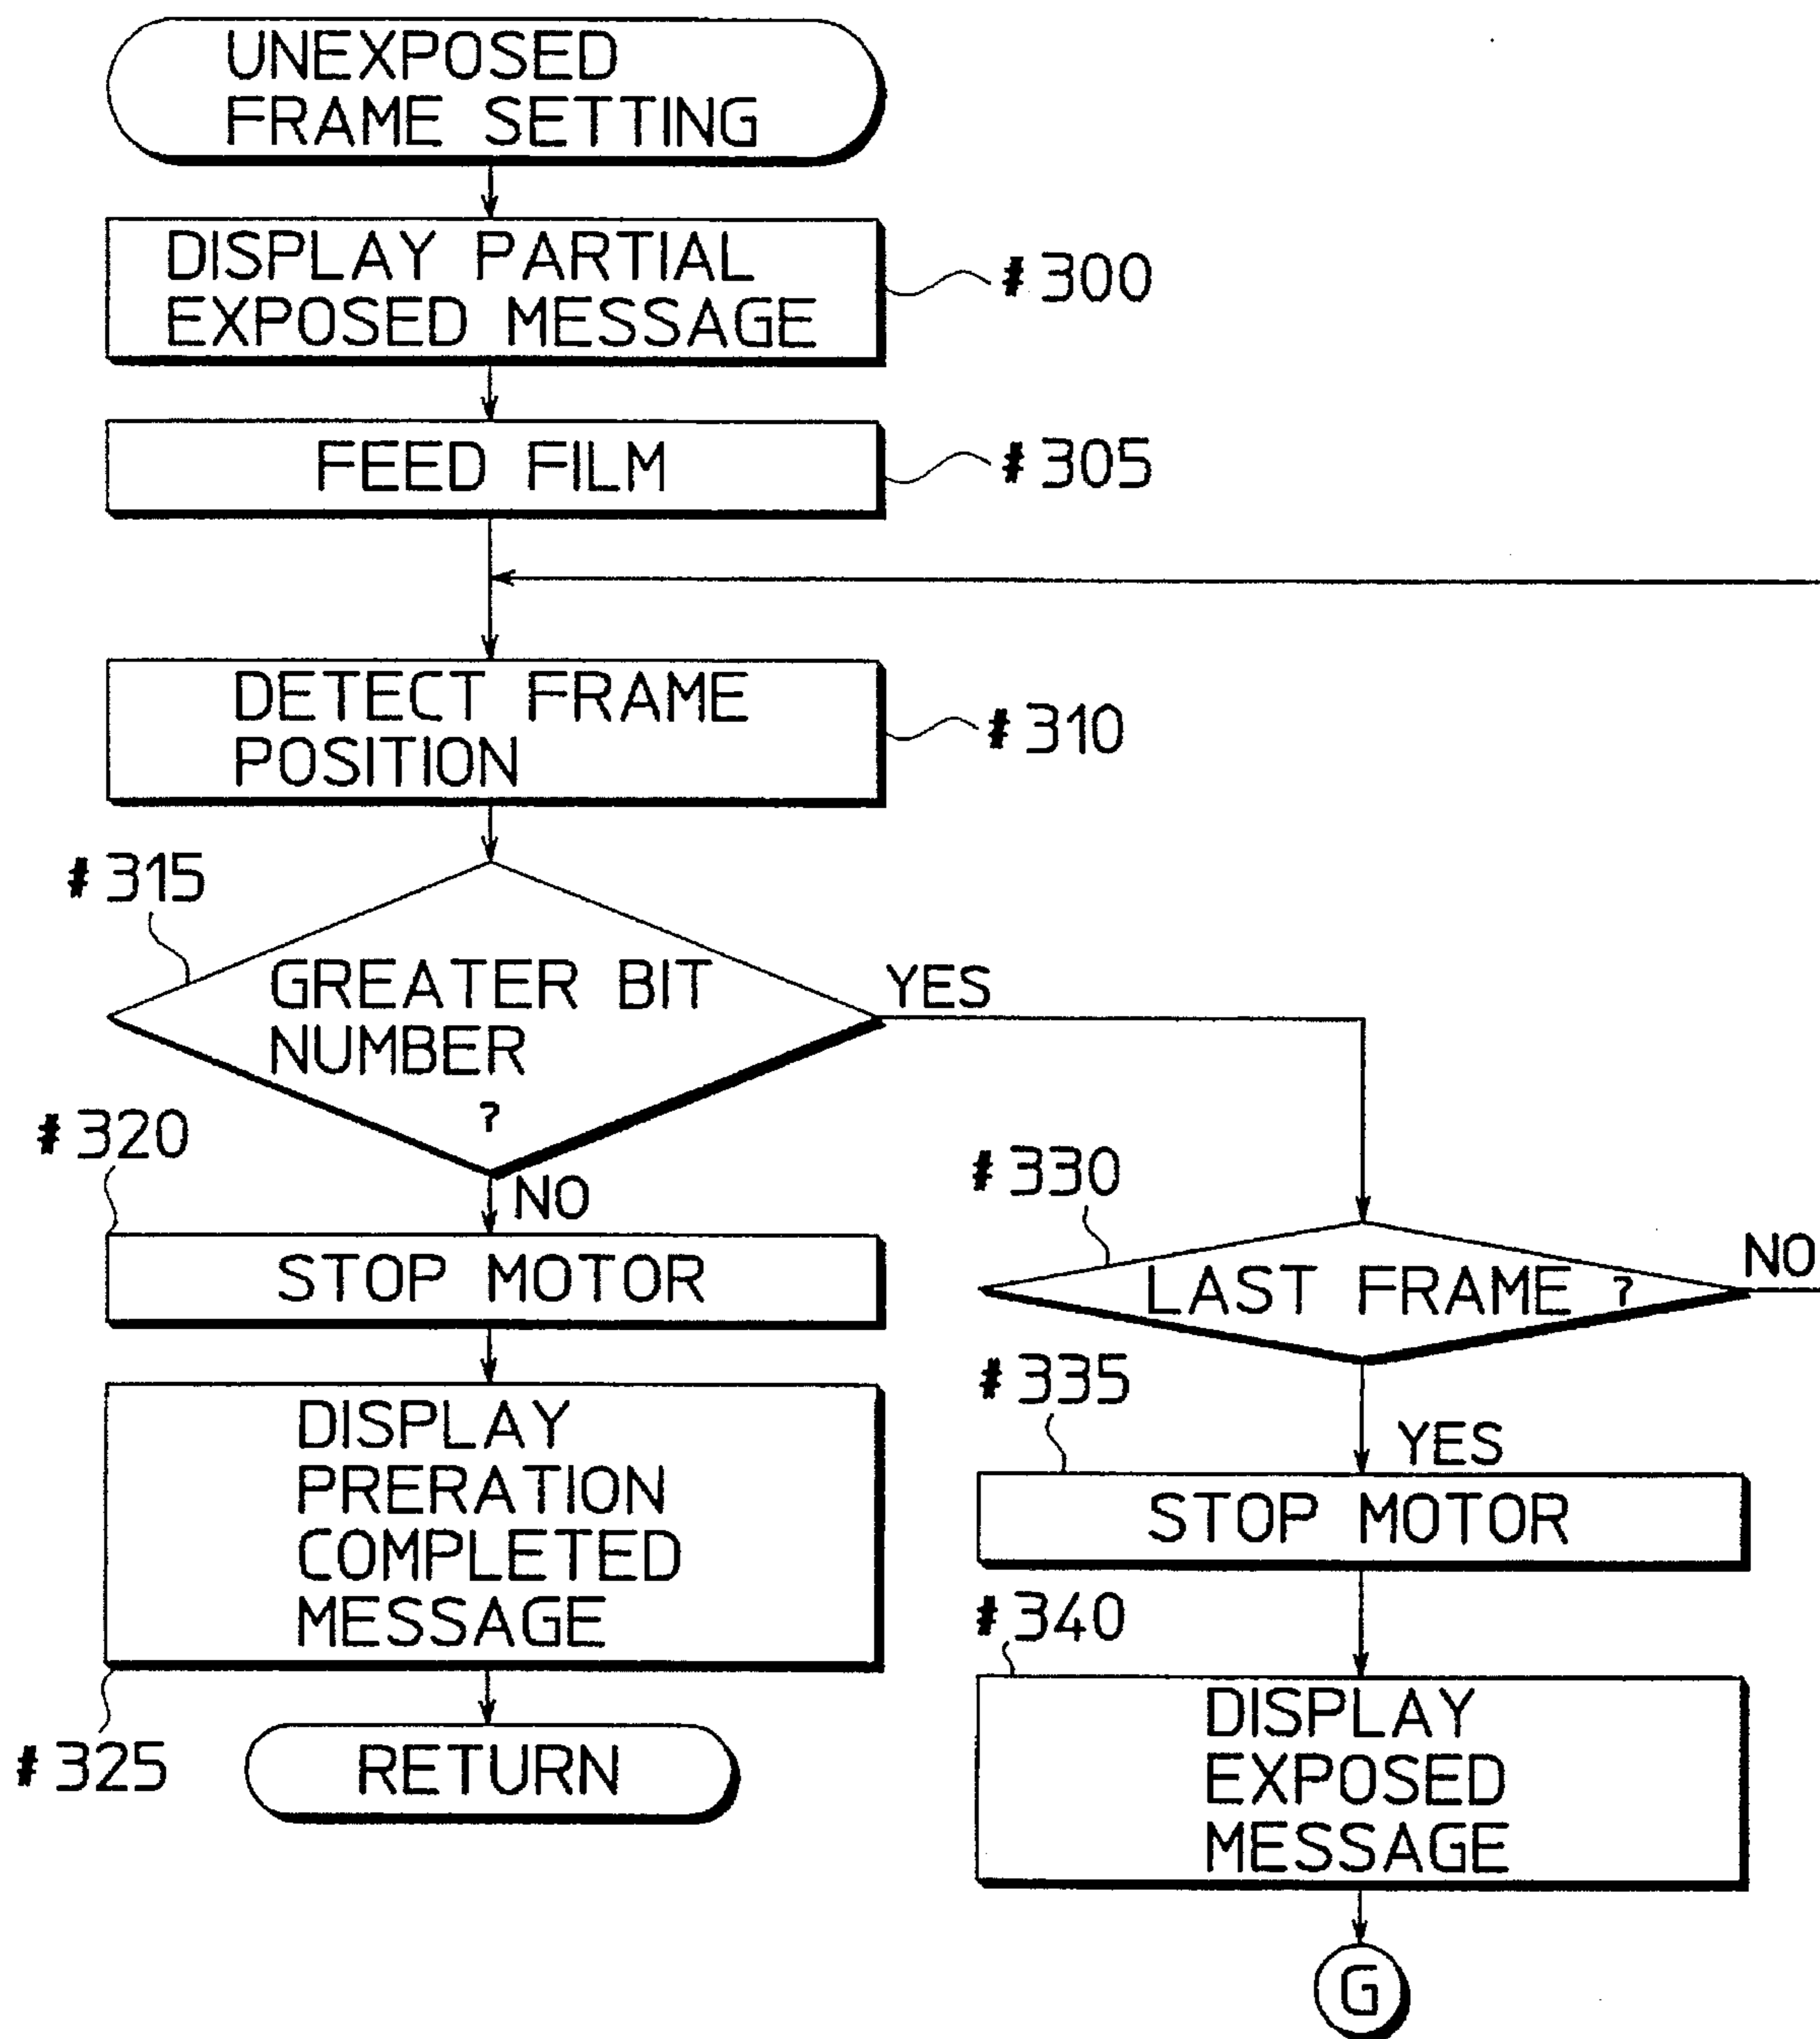 UNEXPOSED
FRAME SETTING
DISPLAY PARTIAL
EXPOSED MESSAGE
#300
FEED FILM
#305
DETECT FRAME
POSITION
#310
#315
GREATER BIT
NUMBER
?
YES
NO
#320
STOP MOTOR
DISPLAY
PRERATION
COMPLETED
MESSAGE
#325
RETURN
#330
LAST FRAME ?
NO
YES
#335
STOP MOTOR
#340
DISPLAY
EXPOSED
MESSAGE
G